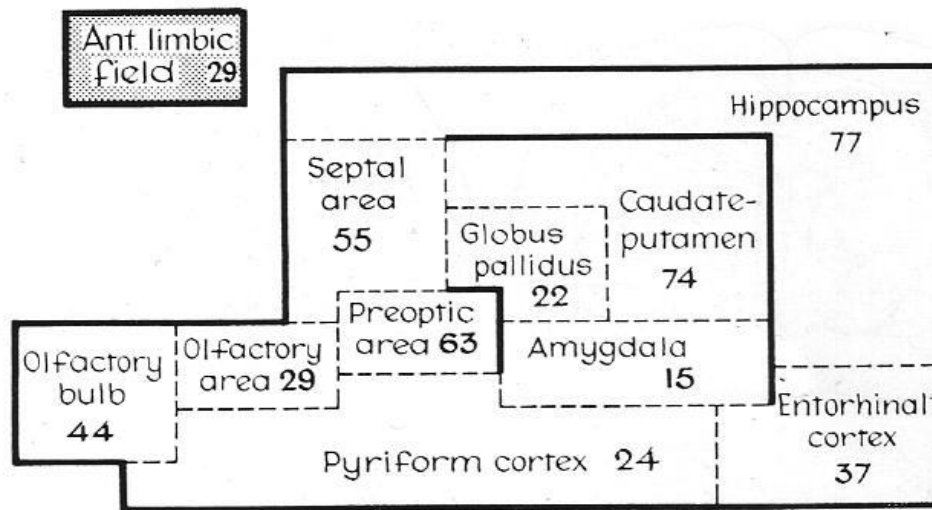 Ant. limbic
field 29
Hippocampus
77
Septal
area
55
Caudate-
putamen
74
Globus
pallidus
22
Preoptic
area 63
Olfactory
bulb
44
Olfactory
area 29
Amygdala
15
Entorhinal
cortex
37
Pyriform cortex 24